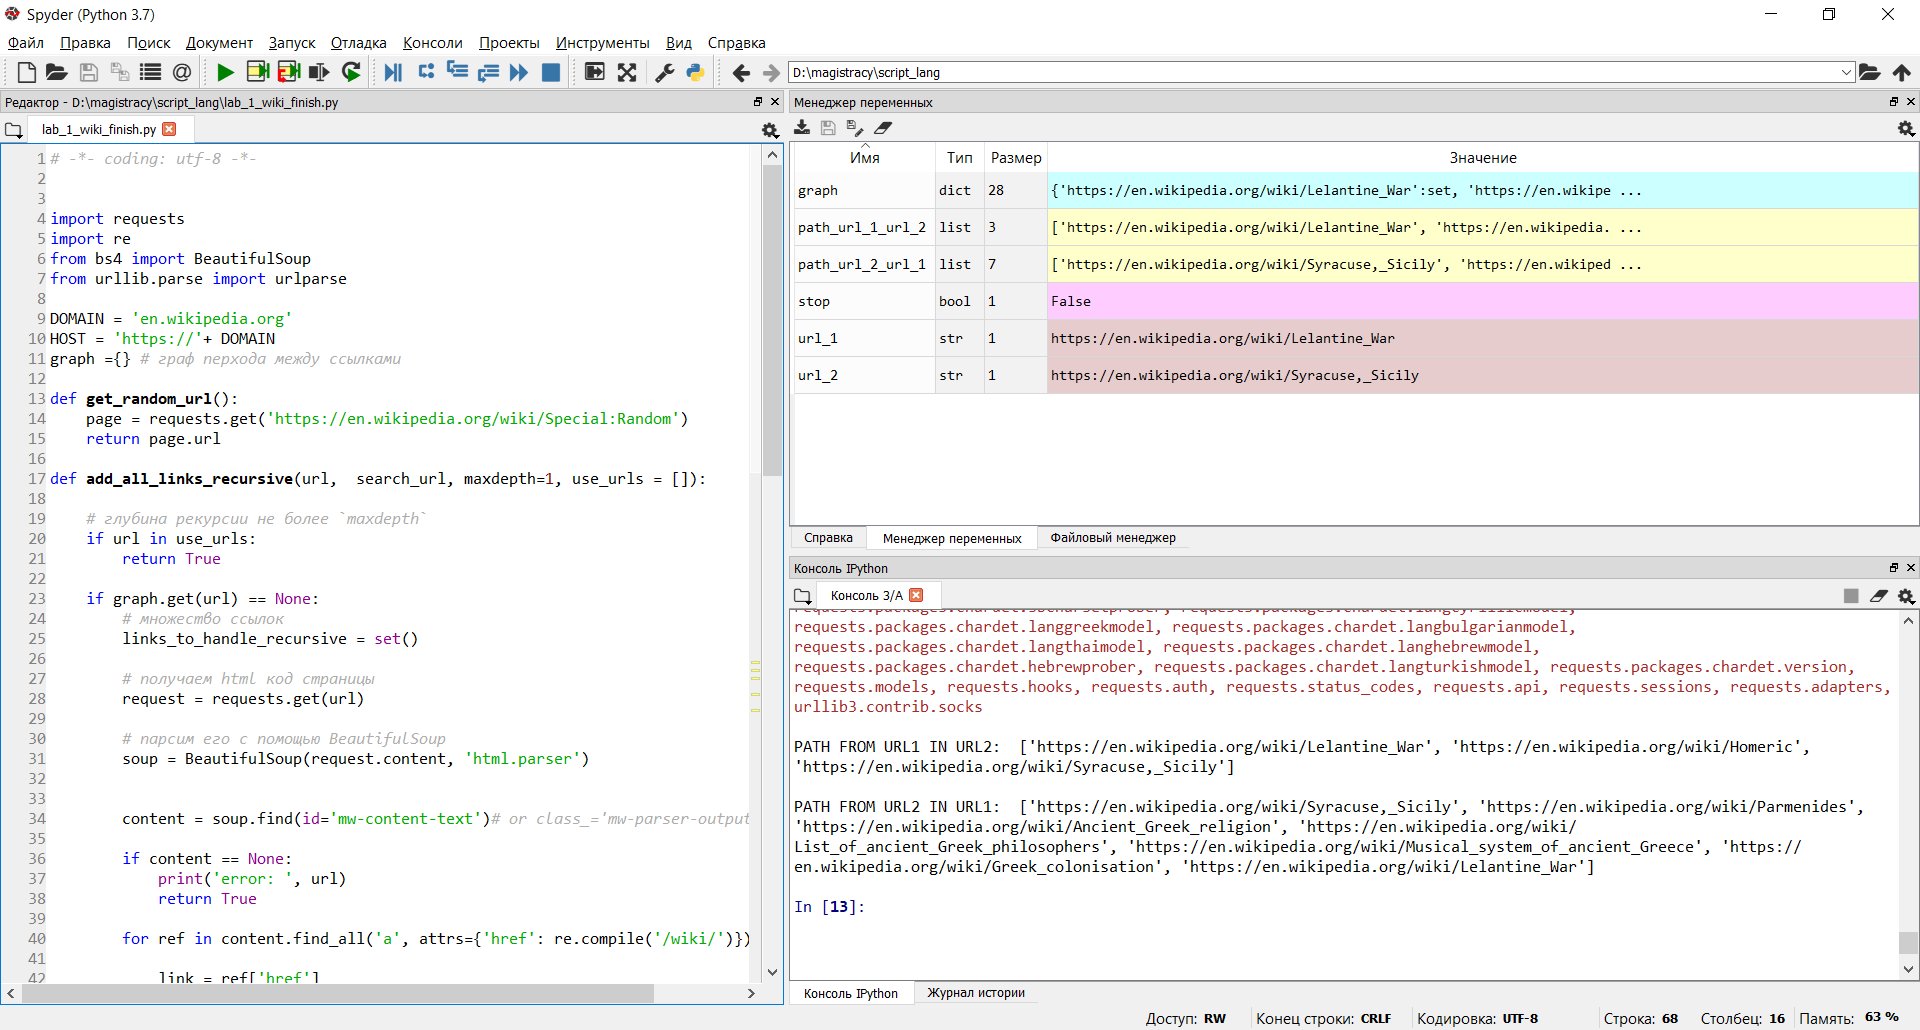 Spyder (Python 3.7)
Файл Правка Поиск Документ Запуск Отладка Консоли Проекты Инструменты Вид Справка
D:\magistracy\script_lang
Редактор - D:\magistracy\script_lang\lab_1_wiki_finish.py
lab_1_wiki_finish.py
1 # -*- coding: utf-8 -*-
2
3
4 import requests
5 import re
6 from bs4 import BeautifulSoup
7 from urllib.parse import urlparse
8
9 DOMAIN = 'en.wikipedia.org'
10 HOST = 'https://'+ DOMAIN
11 graph ={} # граф перхода между ссылками
12
13 def get_random_url():
14     page = requests.get('https://en.wikipedia.org/wiki/Special:Random')
15     return page.url
16
17 def add_all_links_recursive(url,  search_url, maxdepth=1, use_urls = []):
18
19     # глубина рекурсии не более `maxdepth`
20     if url in use_urls:
21         return True
22
23     if graph.get(url) == None:
24         # множество ссылок
25         links_to_handle_recursive = set()
26
27         # получаем html код страницы
28         request = requests.get(url)
29
30         # парсим его с помощью BeautifulSoup
31         soup = BeautifulSoup(request.content, 'html.parser')
32
33
34         content = soup.find(id='mw-content-text')# or class_='mw-parser-output
35
36         if content == None:
37             print('error: ', url)
38             return True
39
40         for ref in content.find_all('a', attrs={'href': re.compile('/wiki/')})
41
42             link = ref['href']
Менеджер переменных
Имя Тип Размер Значение
graph dict 28 {'https://en.wikipedia.org/wiki/Lelantine_War':set, 'https://en.wikipe ...
path_url_1_url_2 list 3 ['https://en.wikipedia.org/wiki/Lelantine_War', 'https://en.wikipedia. ...
path_url_2_url_1 list 7 ['https://en.wikipedia.org/wiki/Syracuse,_Sicily', 'https://en.wikiped ...
stop bool 1 False
url_1 str 1 https://en.wikipedia.org/wiki/Lelantine_War
url_2 str 1 https://en.wikipedia.org/wiki/Syracuse,_Sicily
Справка Менеджер переменных Файловый менеджер
Консоль IPython
Консоль 3/A
requests.packages.chardet.sbcharsetprober, requests.packages.chardet.langcyrillicmodel,
requests.packages.chardet.langgreekmodel, requests.packages.chardet.langbulgarianmodel,
requests.packages.chardet.langthaimodel, requests.packages.chardet.langhebrewmodel,
requests.packages.chardet.hebrewprober, requests.packages.chardet.langturkishmodel, requests.packages.chardet.version,
requests.models, requests.hooks, requests.auth, requests.status_codes, requests.api, requests.sessions, requests.adapters,
urllib3.contrib.socks
PATH FROM URL1 IN URL2:  ['https://en.wikipedia.org/wiki/Lelantine_War', 'https://en.wikipedia.org/wiki/Homeric',
'https://en.wikipedia.org/wiki/Syracuse,_Sicily']
PATH FROM URL2 IN URL1:  ['https://en.wikipedia.org/wiki/Syracuse,_Sicily', 'https://en.wikipedia.org/wiki/Parmenides',
'https://en.wikipedia.org/wiki/Ancient_Greek_religion', 'https://en.wikipedia.org/wiki/
List_of_ancient_Greek_philosophers', 'https://en.wikipedia.org/wiki/Musical_system_of_ancient_Greece', 'https://
en.wikipedia.org/wiki/Greek_colonisation', 'https://en.wikipedia.org/wiki/Lelantine_War']
In [13]:
Консоль IPython Журнал истории
Доступ: RW Конец строки: CRLF Кодировка: UTF-8 Строка: 68 Столбец: 16 Память: 63 %